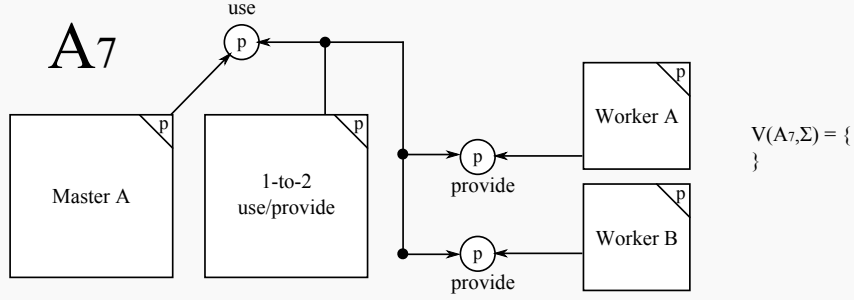 A7
use
p
p
Master A
p
1-to-2
use/provide
p
provide
p
provide
p
Worker A
p
Worker B
V(A7,Σ) = {
}